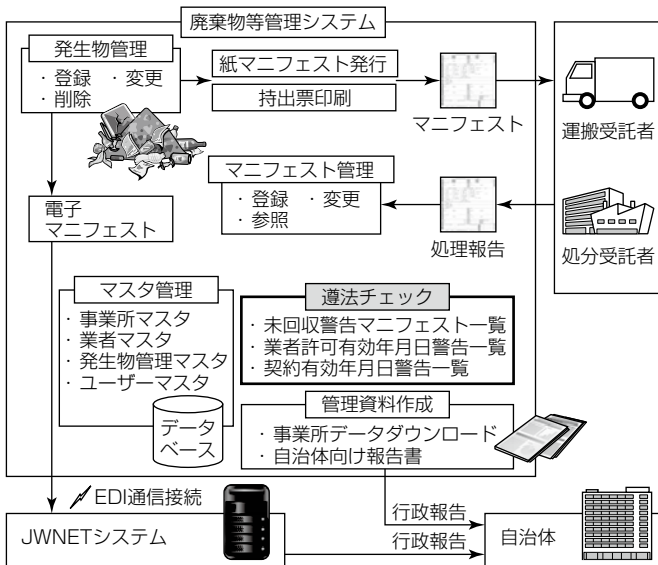 廃棄物等管理システム
発生物管理
・登録 ・変更
・削除
紙マニフェスト発行
持出票印刷
マニフェスト
運搬受託者
マニフェスト管理
・登録 ・変更
・参照
処理報告
処分受託者
電子
マニフェスト
マスタ管理
・事業所マスタ
・業者マスタ
・発生物管理マスタ
・ユーザーマスタ
データ
ベース
遵法チェック
・未回収警告マニフェスト一覧
・業者許可有効年月日警告一覧
・契約有効年月日警告一覧
管理資料作成
・事業所データダウンロード
・自治体向け報告書
EDI通信接続
JWNETシステム
行政報告
行政報告
自治体